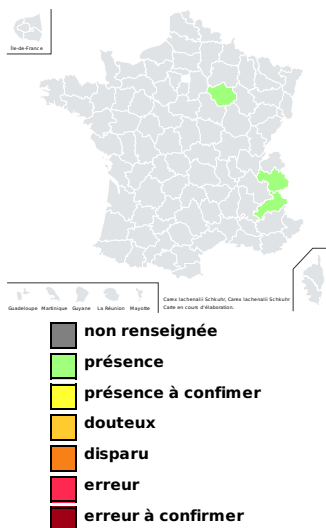 Île-de-France
Guadeloupe Martinique Guyane La Réunion Mayotte
Carex lachenalii Schkuhr, Carex lachenalii Schkuhr
Carte en cours d'élaboration.
non renseignée
présence
présence à confimer
douteux
disparu
erreur
erreur à confirmer